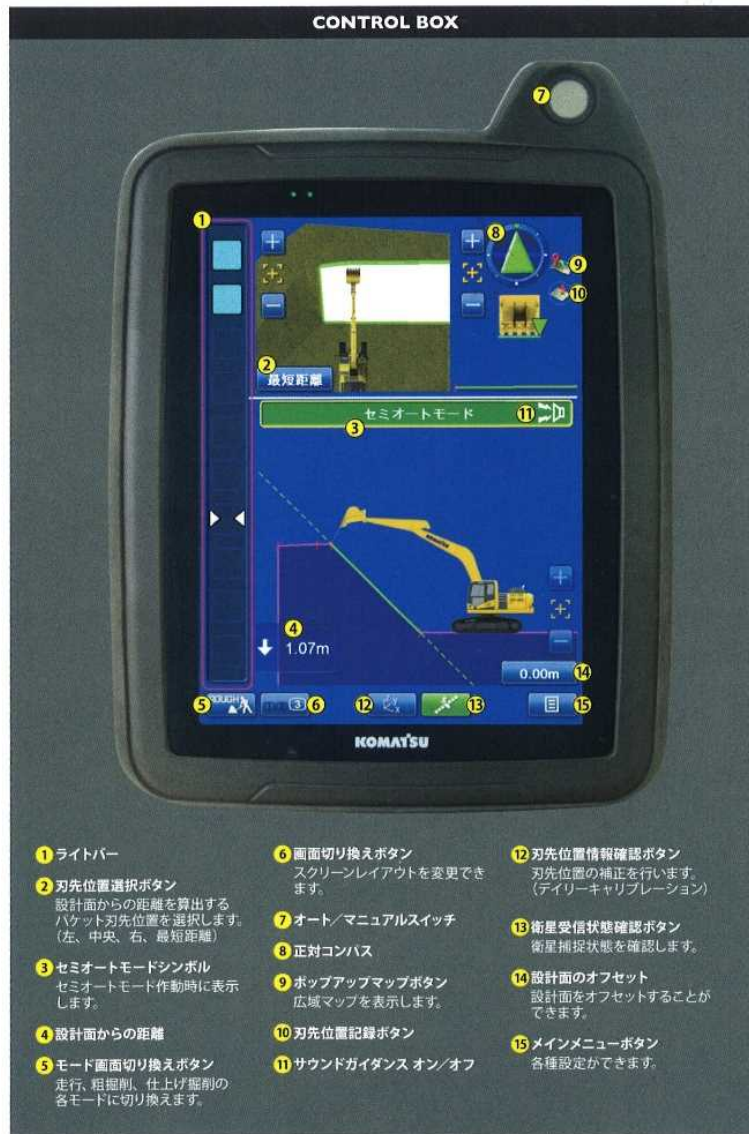 CONTROL BOX
7
1
8
9
10
2
最短距離
セミオートモード
11
3
4
1.07m
0.00m
14
5
ROUGH
3
6
12
13
15
KOMATSU
1 ライトバー
2 刃先位置選択ボタン
設計面からの距離を算出する
バケット刃先位置を選択します。
(左、中央、右、最短距離)
3 セミオートモードシンボル
セミオートモード作動時に表示
します。
4 設計面からの距離
5 モード画面切り換えボタン
走行、粗掘削、仕上げ掘削の
各モードに切り換えます。
6 画面切り換えボタン
スクリーンレイアウトを変更でき
ます。
7 オート/マニュアルスイッチ
8 正対コンパス
9 ポップアップマップボタン
広域マップを表示します。
10 刃先位置記録ボタン
11 サウンドガイダンス オン/オフ
12 刃先位置情報確認ボタン
刃先位置の補正を行います。
(デイリーキャリブレーション)
13 衛星受信状態確認ボタン
衛星捕捉状態を確認します。
14 設計面のオフセット
設計面をオフセットすることが
できます。
15 メインメニューボタン
各種設定ができます。